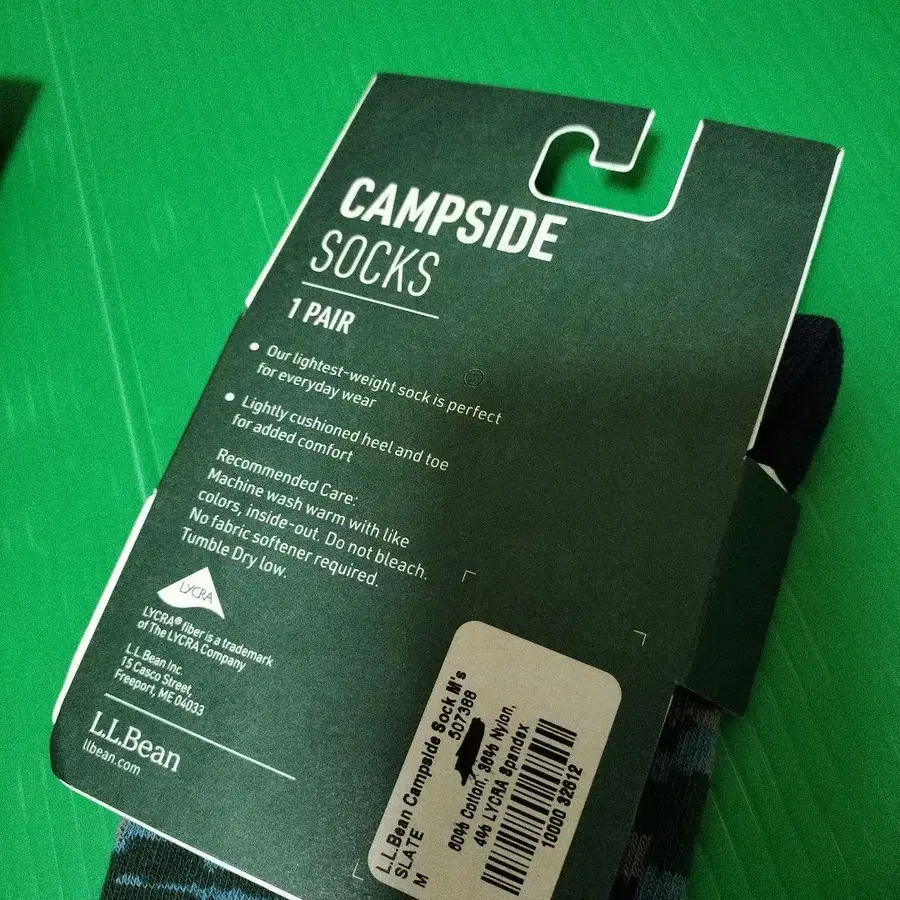 CAMPSIDE
SOCKS
1 PAIR
• Our lightest-weight sock is perfect
for everyday wear
• Lightly cushioned heel and toe
for added comfort
Recommended Care:
Machine wash warm with like
colors, inside-out. Do not bleach.
No fabric softener required.
Tumble Dry low.
LYCRA
LYCRA® fiber is a trademark
of The LYCRA Company
L.L.Bean Inc.
15 Casco Street,
Freeport, ME 04033
L.L.Bean
llbean.com
L.L.Bean Campside Sock M's
507388
SLATE
M
60% Cotton, 36% Nylon,
4% LYCRA Spandex
10000 32612